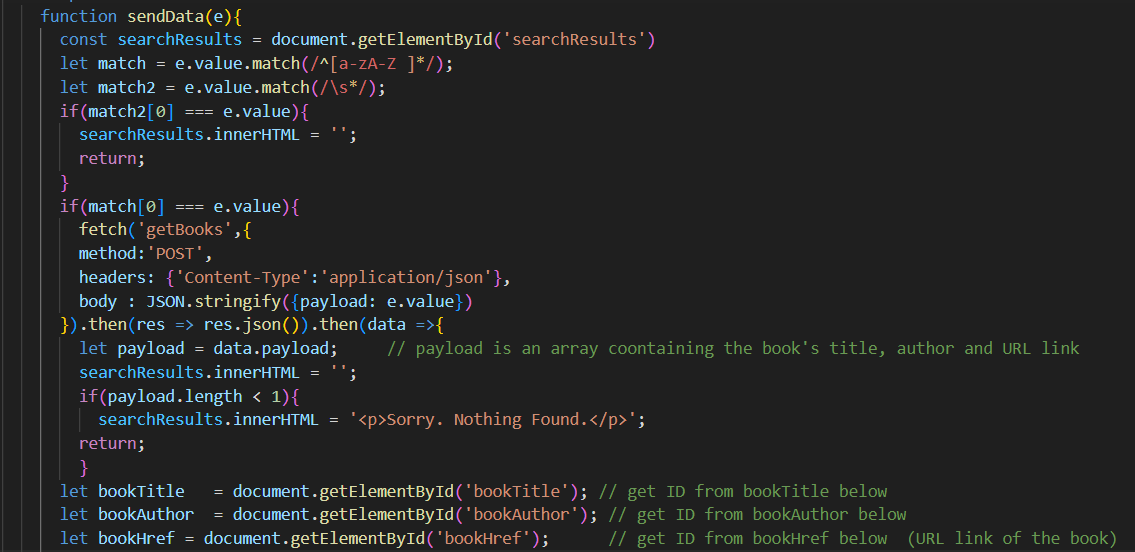 function sendData(e){
const searchResults = document.getElementById('searchResults')
let match = e.value.match(/^[a-zA-Z ]*/);
let match2 = e.value.match(/\s*/);
if(match2[0] === e.value){
searchResults.innerHTML = '';
return;
}
if(match[0] === e.value){
fetch('getBooks',{
method:'POST',
headers: {'Content-Type':'application/json'},
body : JSON.stringify({payload: e.value})
}).then(res => res.json()).then(data =>{
let payload = data.payload;     // payload is an array coontaining the book's title, author and URL link
searchResults.innerHTML = '';
if(payload.length < 1){
searchResults.innerHTML = '<p>Sorry. Nothing Found.</p>';
return;
}
let bookTitle   = document.getElementById('bookTitle'); // get ID from bookTitle below
let bookAuthor  = document.getElementById('bookAuthor'); // get ID from bookAuthor below
let bookHref = document.getElementById('bookHref');      // get ID from bookHref below  (URL link of the book)